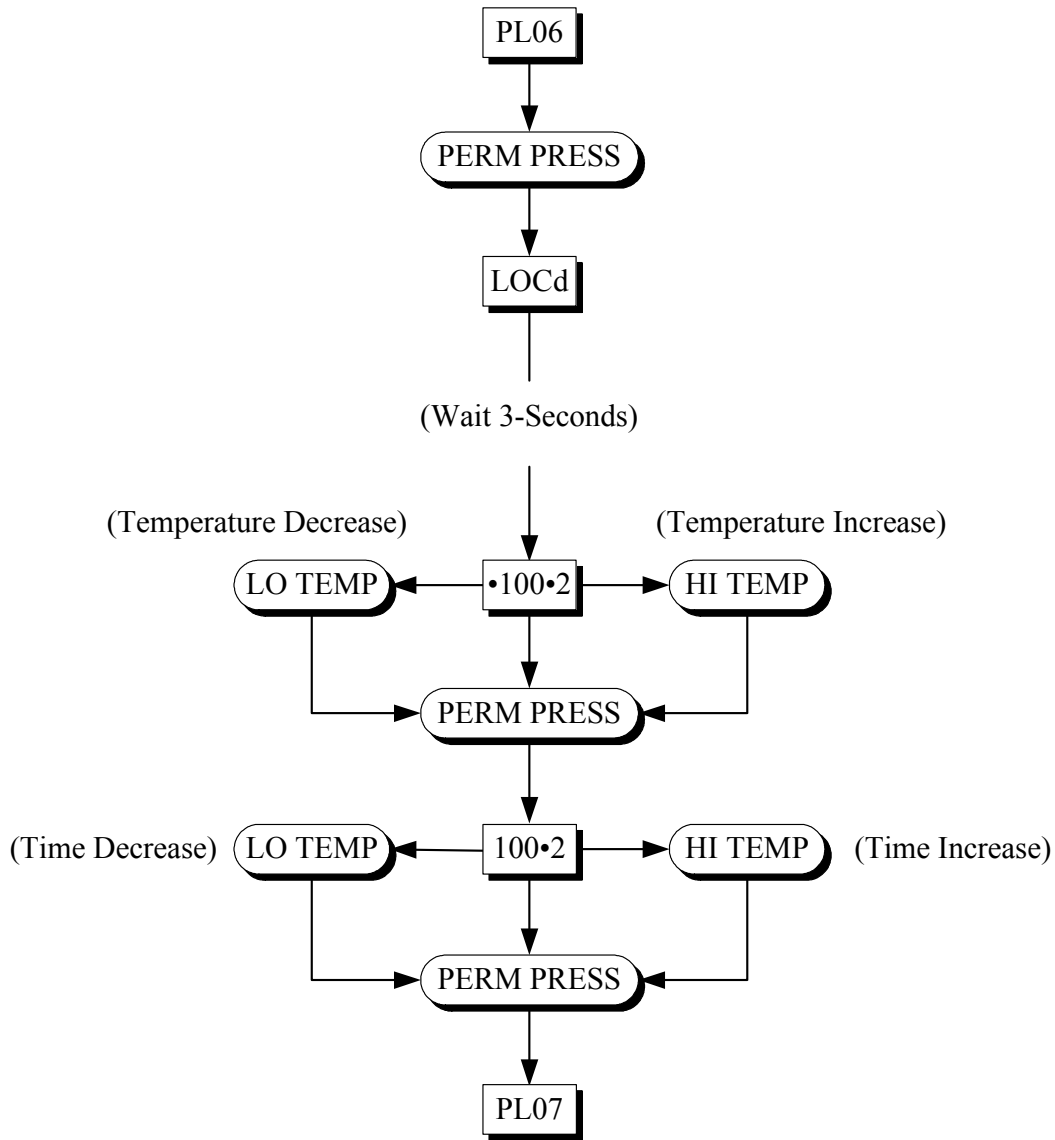 PL06
PERM PRESS
LOCd
(Wait 3-Seconds)
(Temperature Decrease)
(Temperature Increase)
LO TEMP
•100•2
HI TEMP
PERM PRESS
(Time Decrease)
LO TEMP
100•2
HI TEMP
(Time Increase)
PERM PRESS
PL07